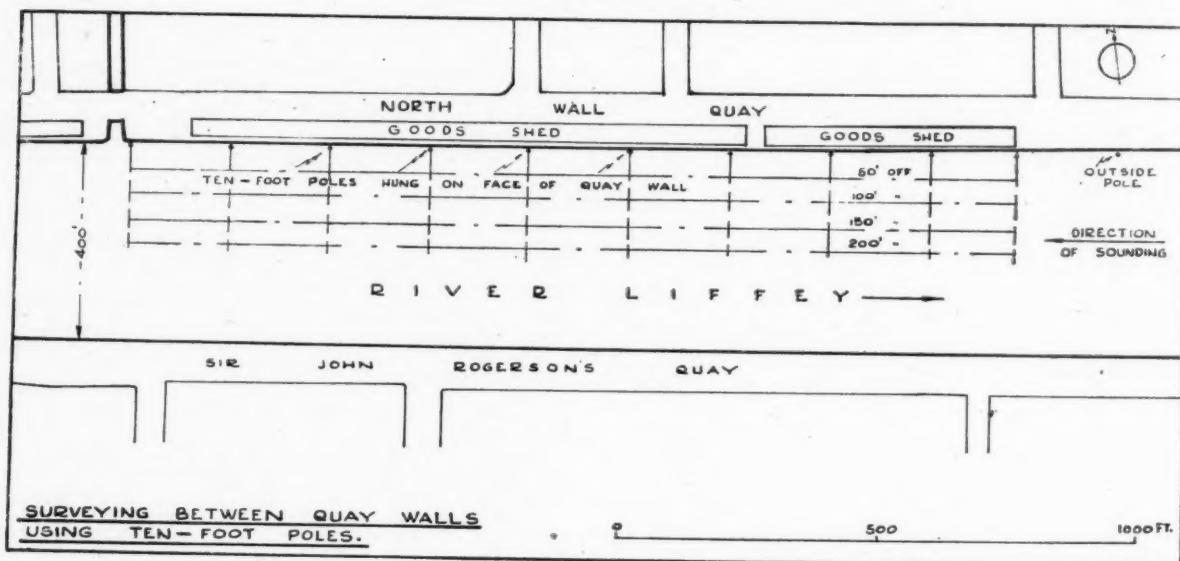 N
NORTH WALL QUAY
GOODS SHED
GOODS SHED
TEN-FOOT POLES HUNG ON FACE OF QUAY WALL
50' OFF
OUTSIDE
POLE
100' "
150' "
200' "
DIRECTION
OF SOUNDING
400'
RIVER LIFFEY
SIR JOHN ROGERSON'S QUAY
SURVEYING BETWEEN QUAY WALLS
USING TEN-FOOT POLES.
0 500 1000 FT.